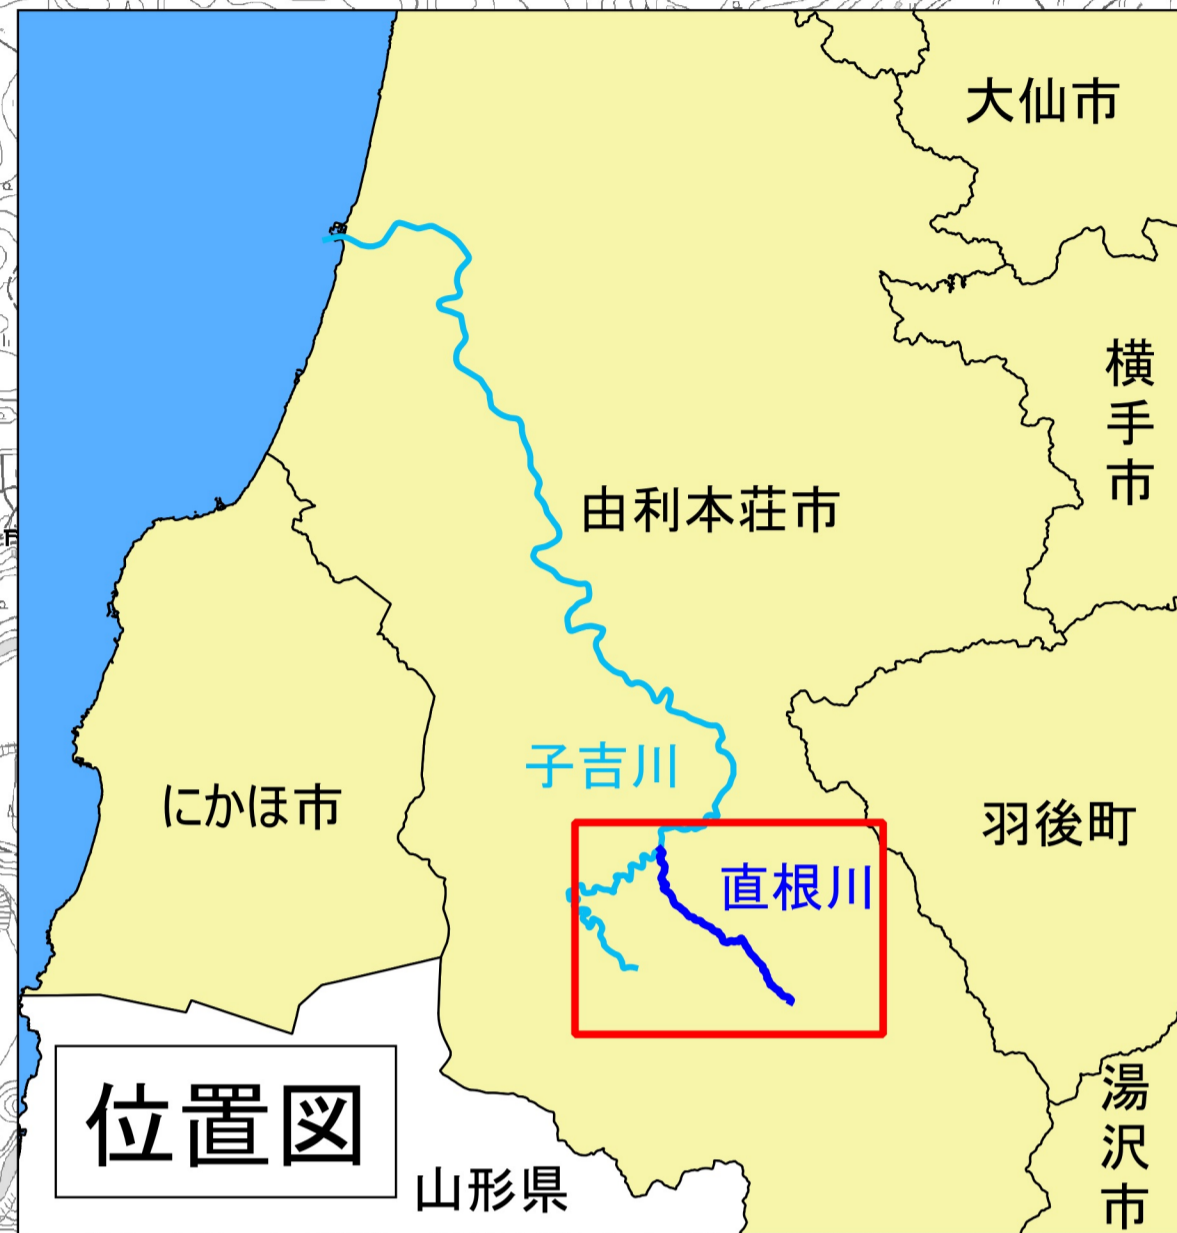 大仙市
横手市
由利本荘市
子吉川
にかほ市
羽後町
直根川
位置図
湯沢市
山形県